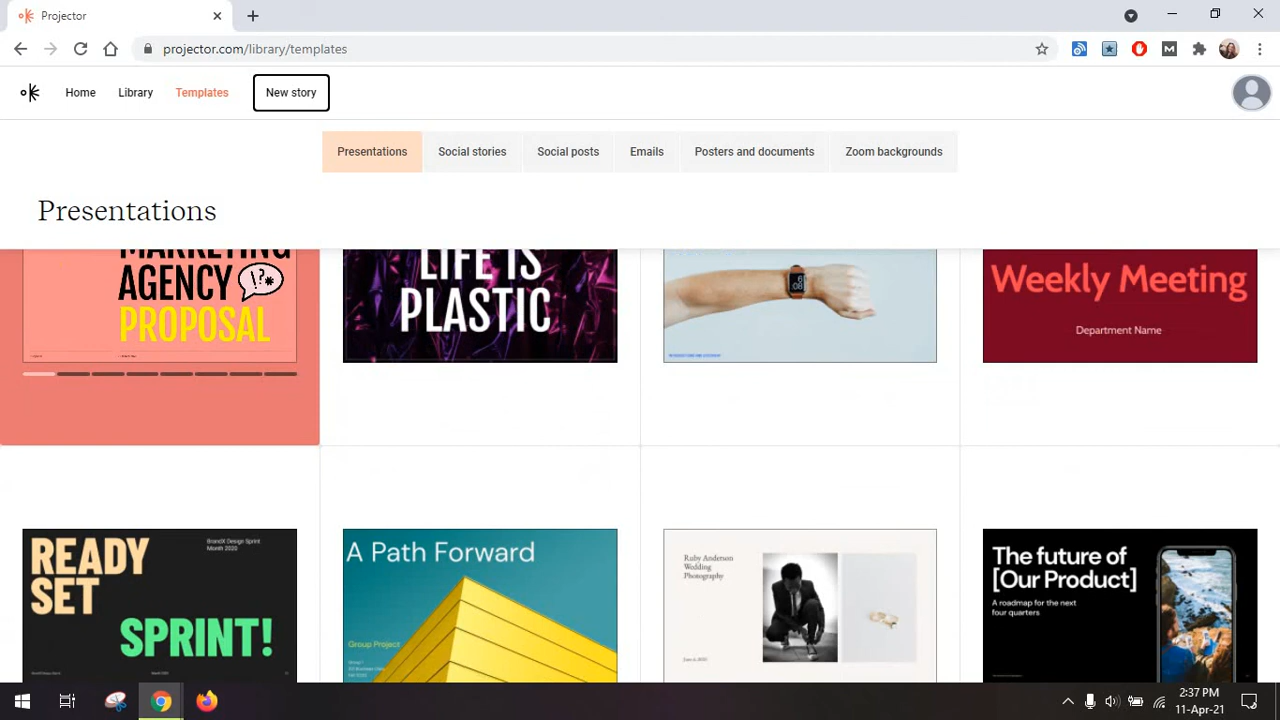 Projector
projector.com/library/templates
Home
Library
Templates
New story
Presentations
Social stories
Social posts
Emails
Posters and documents
Zoom backgrounds
Presentations
MARKETING
AGENCY
PROPOSAL
!?*
LIFE IS
PLASTIC
Weekly Meeting
Department Name
READY
SET
SPRINT!
BrandX Design Sprint
Month 2020
A Path Forward
Group Project
Ruby Anderson
Wedding
Photography
The future of
[Our Product]
A roadmap for the next
four quarters
2:37 PM
11-Apr-21